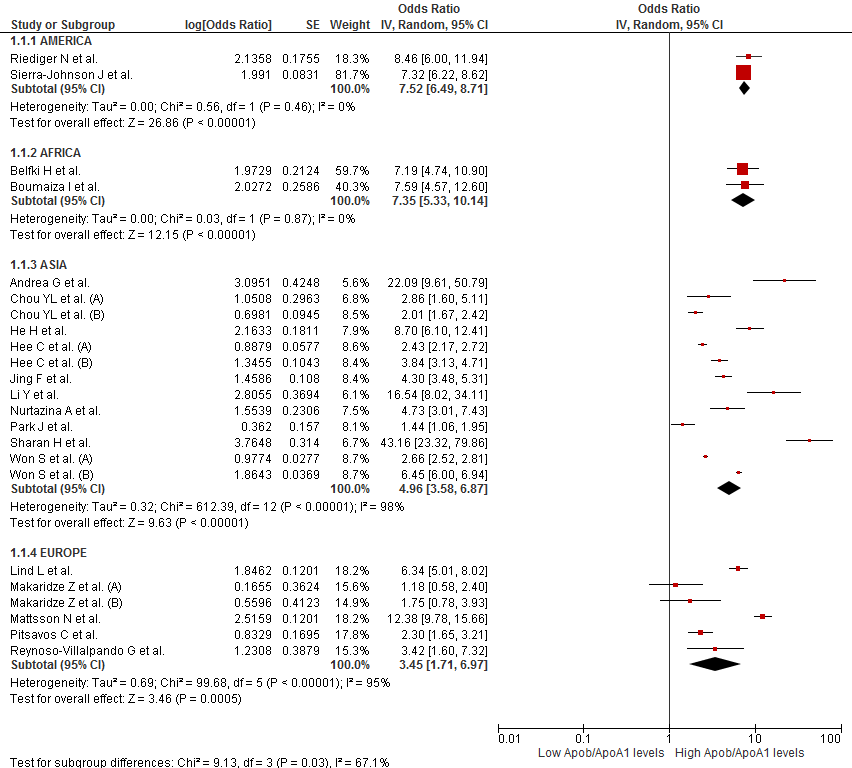 Odds Ratio Odds Ratio
Study or Subgroup log[Odds Ratio] SE Weight IV, Random, 95% CI IV, Random, 95% CI
1.1.1 AMERICA
Riediger N et al. 2.1358 0.1755 18.3% 8.46 [6.00, 11.94]
Sierra-Johnson J et al. 1.991 0.0831 81.7% 7.32 [6.22, 8.62]
Subtotal (95% CI) 100.0% 7.52 [6.49, 8.71]
Heterogeneity: Tau² = 0.00; Chi² = 0.56, df = 1 (P = 0.46); I² = 0%
Test for overall effect: Z = 26.86 (P < 0.00001)
1.1.2 AFRICA
Belfki H et al. 1.9729 0.2124 59.7% 7.19 [4.74, 10.90]
Boumaiza I et al. 2.0272 0.2586 40.3% 7.59 [4.57, 12.60]
Subtotal (95% CI) 100.0% 7.35 [5.33, 10.14]
Heterogeneity: Tau² = 0.00; Chi² = 0.03, df = 1 (P = 0.87); I² = 0%
Test for overall effect: Z = 12.15 (P < 0.00001)
1.1.3 ASIA
Andrea G et al. 3.0951 0.4248 5.6% 22.09 [9.61, 50.79]
Chou YL et al. (A) 1.0508 0.2963 6.8% 2.86 [1.60, 5.11]
Chou YL et al. (B) 0.6981 0.0945 8.5% 2.01 [1.67, 2.42]
He H et al. 2.1633 0.1811 7.9% 8.70 [6.10, 12.41]
Hee C et al. (A) 0.8879 0.0577 8.6% 2.43 [2.17, 2.72]
Hee C et al. (B) 1.3455 0.1043 8.4% 3.84 [3.13, 4.71]
Jing F et al. 1.4586 0.108 8.4% 4.30 [3.48, 5.31]
Li Y et al. 2.8055 0.3694 6.1% 16.54 [8.02, 34.11]
Nurtazina A et al. 1.5539 0.2306 7.5% 4.73 [3.01, 7.43]
Park J et al. 0.362 0.157 8.1% 1.44 [1.06, 1.95]
Sharan H et al. 3.7648 0.314 6.7% 43.16 [23.32, 79.86]
Won S et al. (A) 0.9774 0.0277 8.7% 2.66 [2.52, 2.81]
Won S et al. (B) 1.8643 0.0369 8.7% 6.45 [6.00, 6.94]
Subtotal (95% CI) 100.0% 4.96 [3.58, 6.87]
Heterogeneity: Tau² = 0.32; Chi² = 612.39, df = 12 (P < 0.00001); I² = 98%
Test for overall effect: Z = 9.63 (P < 0.00001)
1.1.4 EUROPE
Lind L et al. 1.8462 0.1201 18.2% 6.34 [5.01, 8.02]
Makaridze Z et al. (A) 0.1655 0.3624 15.6% 1.18 [0.58, 2.40]
Makaridze Z et al. (B) 0.5596 0.4123 14.9% 1.75 [0.78, 3.93]
Mattsson N et al. 2.5159 0.1201 18.2% 12.38 [9.78, 15.66]
Pitsavos C et al. 0.8329 0.1695 17.8% 2.30 [1.65, 3.21]
Reynoso-Villalpando G et al. 1.2308 0.3879 15.3% 3.42 [1.60, 7.32]
Subtotal (95% CI) 100.0% 3.45 [1.71, 6.97]
Heterogeneity: Tau² = 0.69; Chi² = 99.68, df = 5 (P < 0.00001); I² = 95%
Test for overall effect: Z = 3.46 (P = 0.0005)
0.01 0.1 1 10 100
Low Apob/ApoA1 levels High Apob/ApoA1 levels
Test for subgroup differences: Chi² = 9.13, df = 3 (P = 0.03), I² = 67.1%